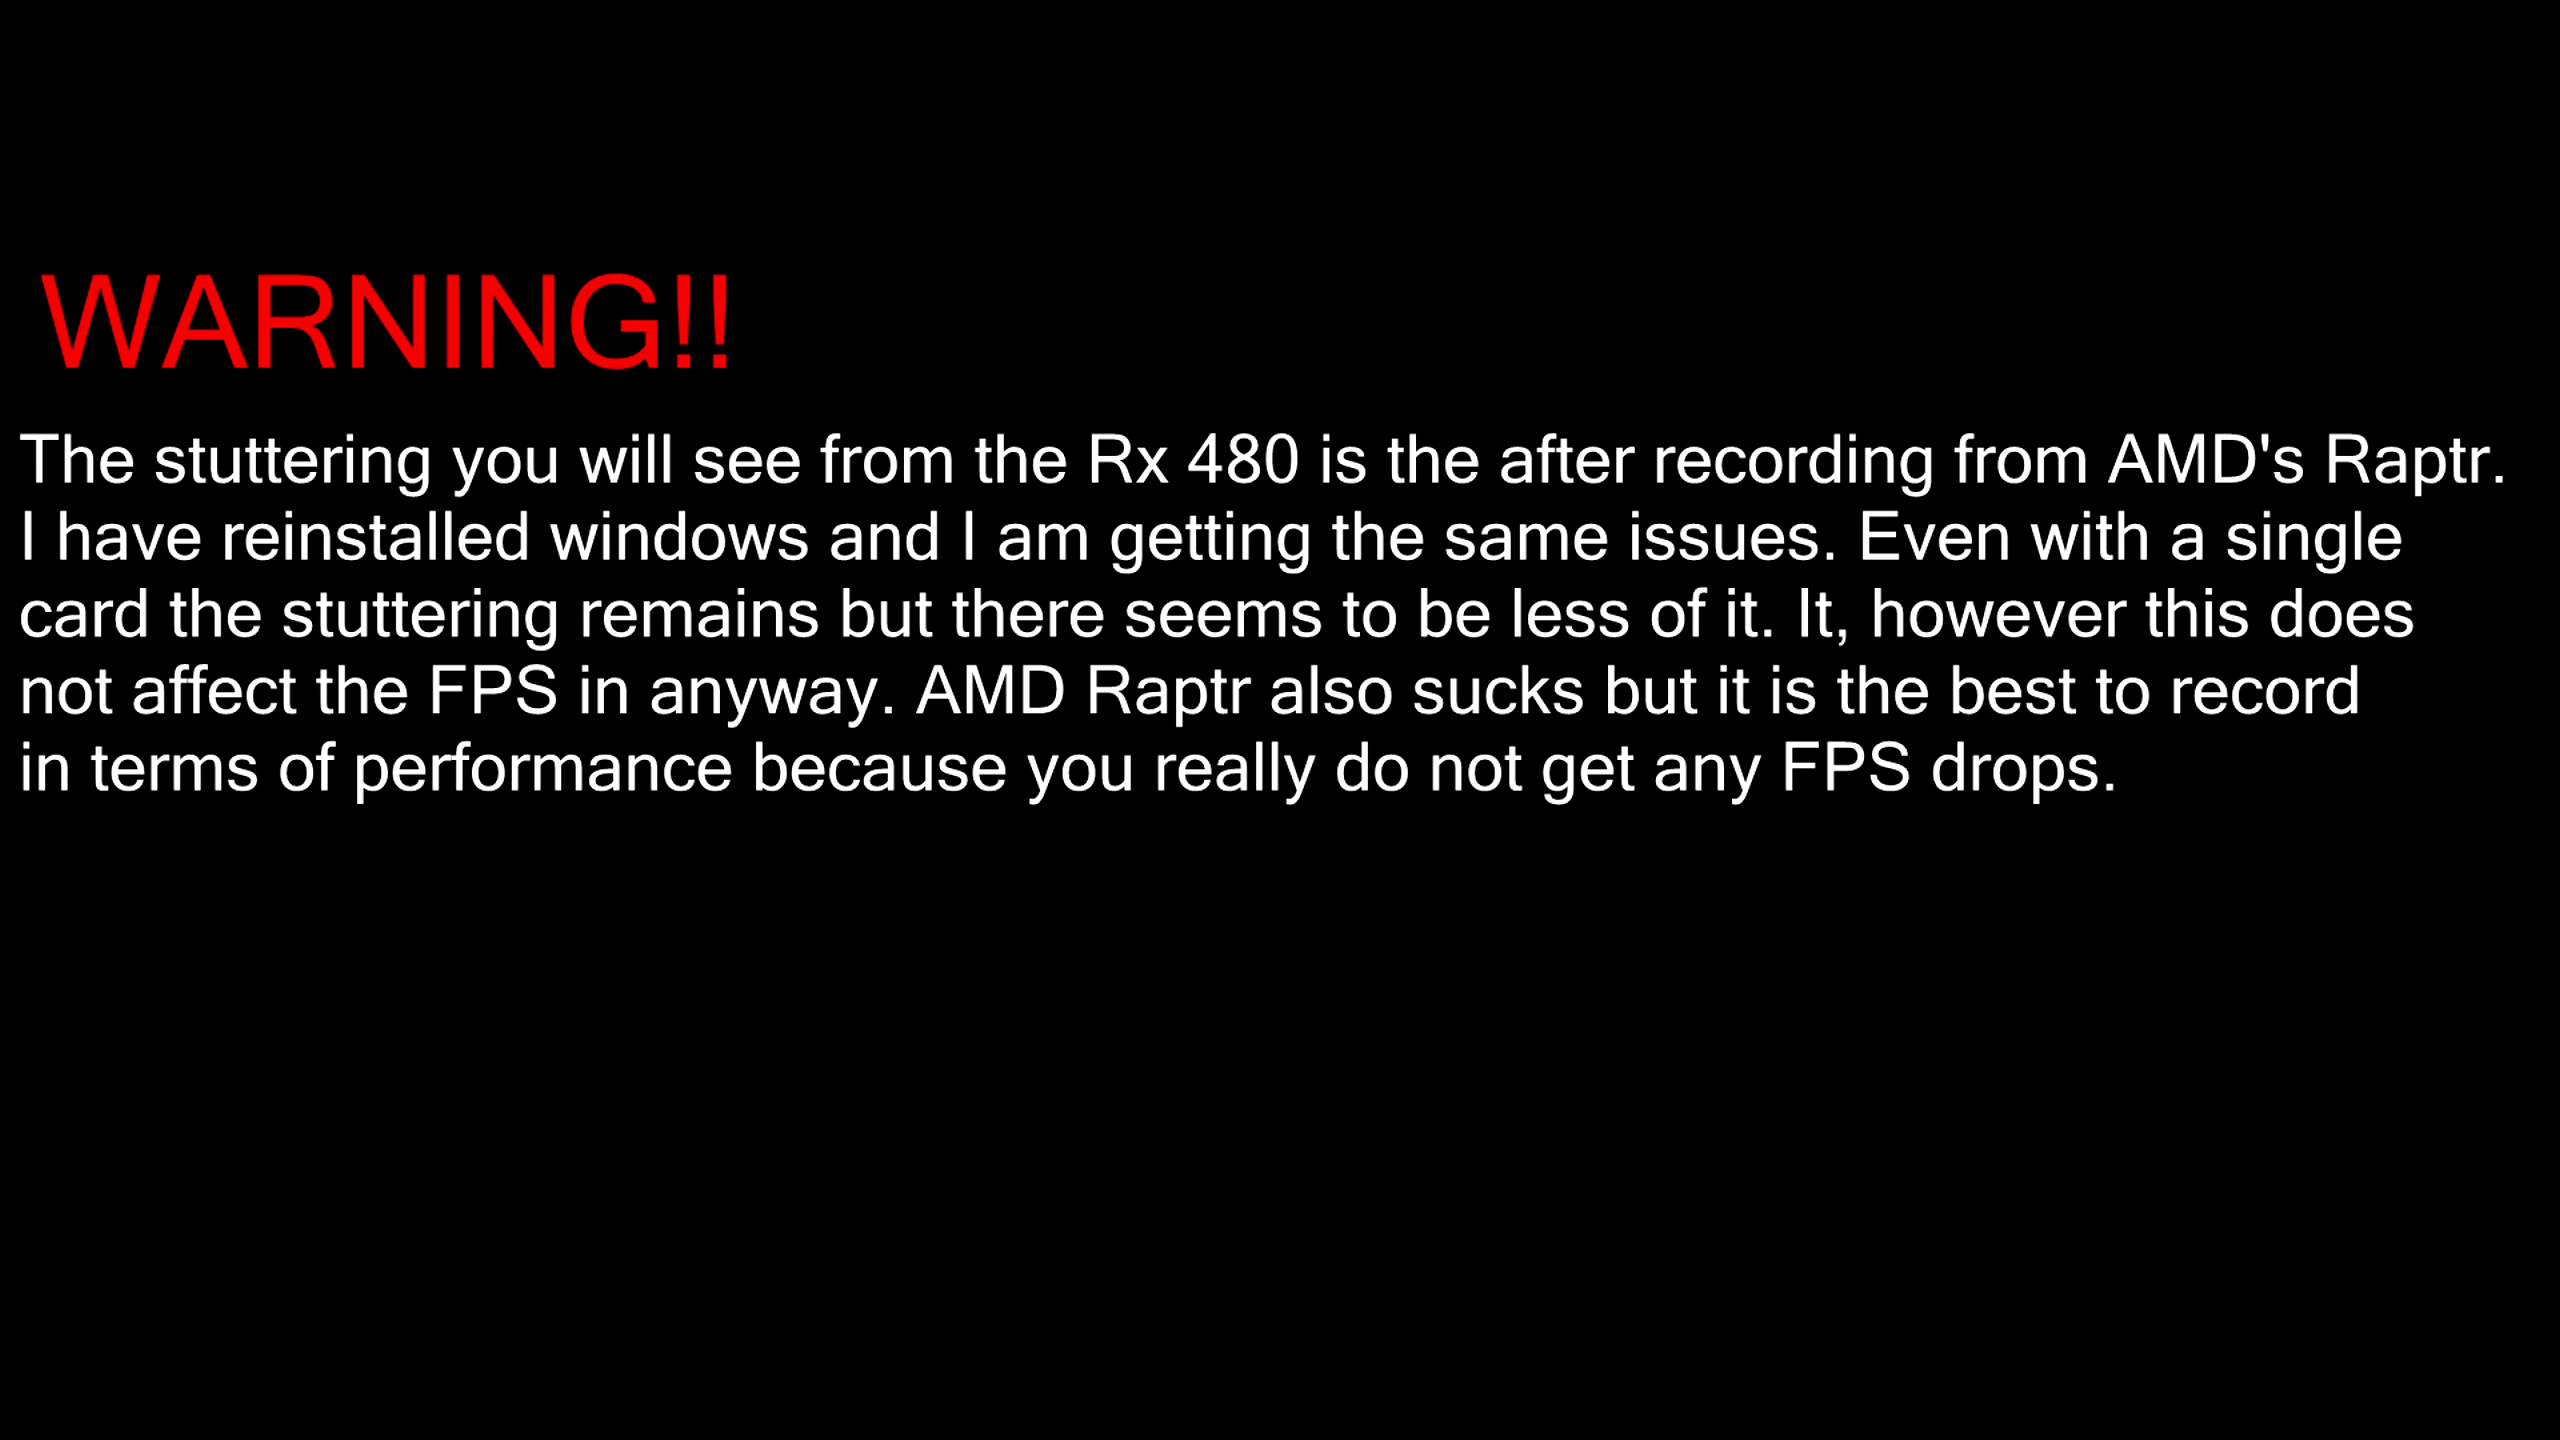 WARNING!!
The stuttering you will see from the Rx 480 is the after recording from AMD's Raptr.
I have reinstalled windows and I am getting the same issues. Even with a single
card the stuttering remains but there seems to be less of it. It, however this does
not affect the FPS in anyway. AMD Raptr also sucks but it is the best to record
in terms of performance because you really do not get any FPS drops.